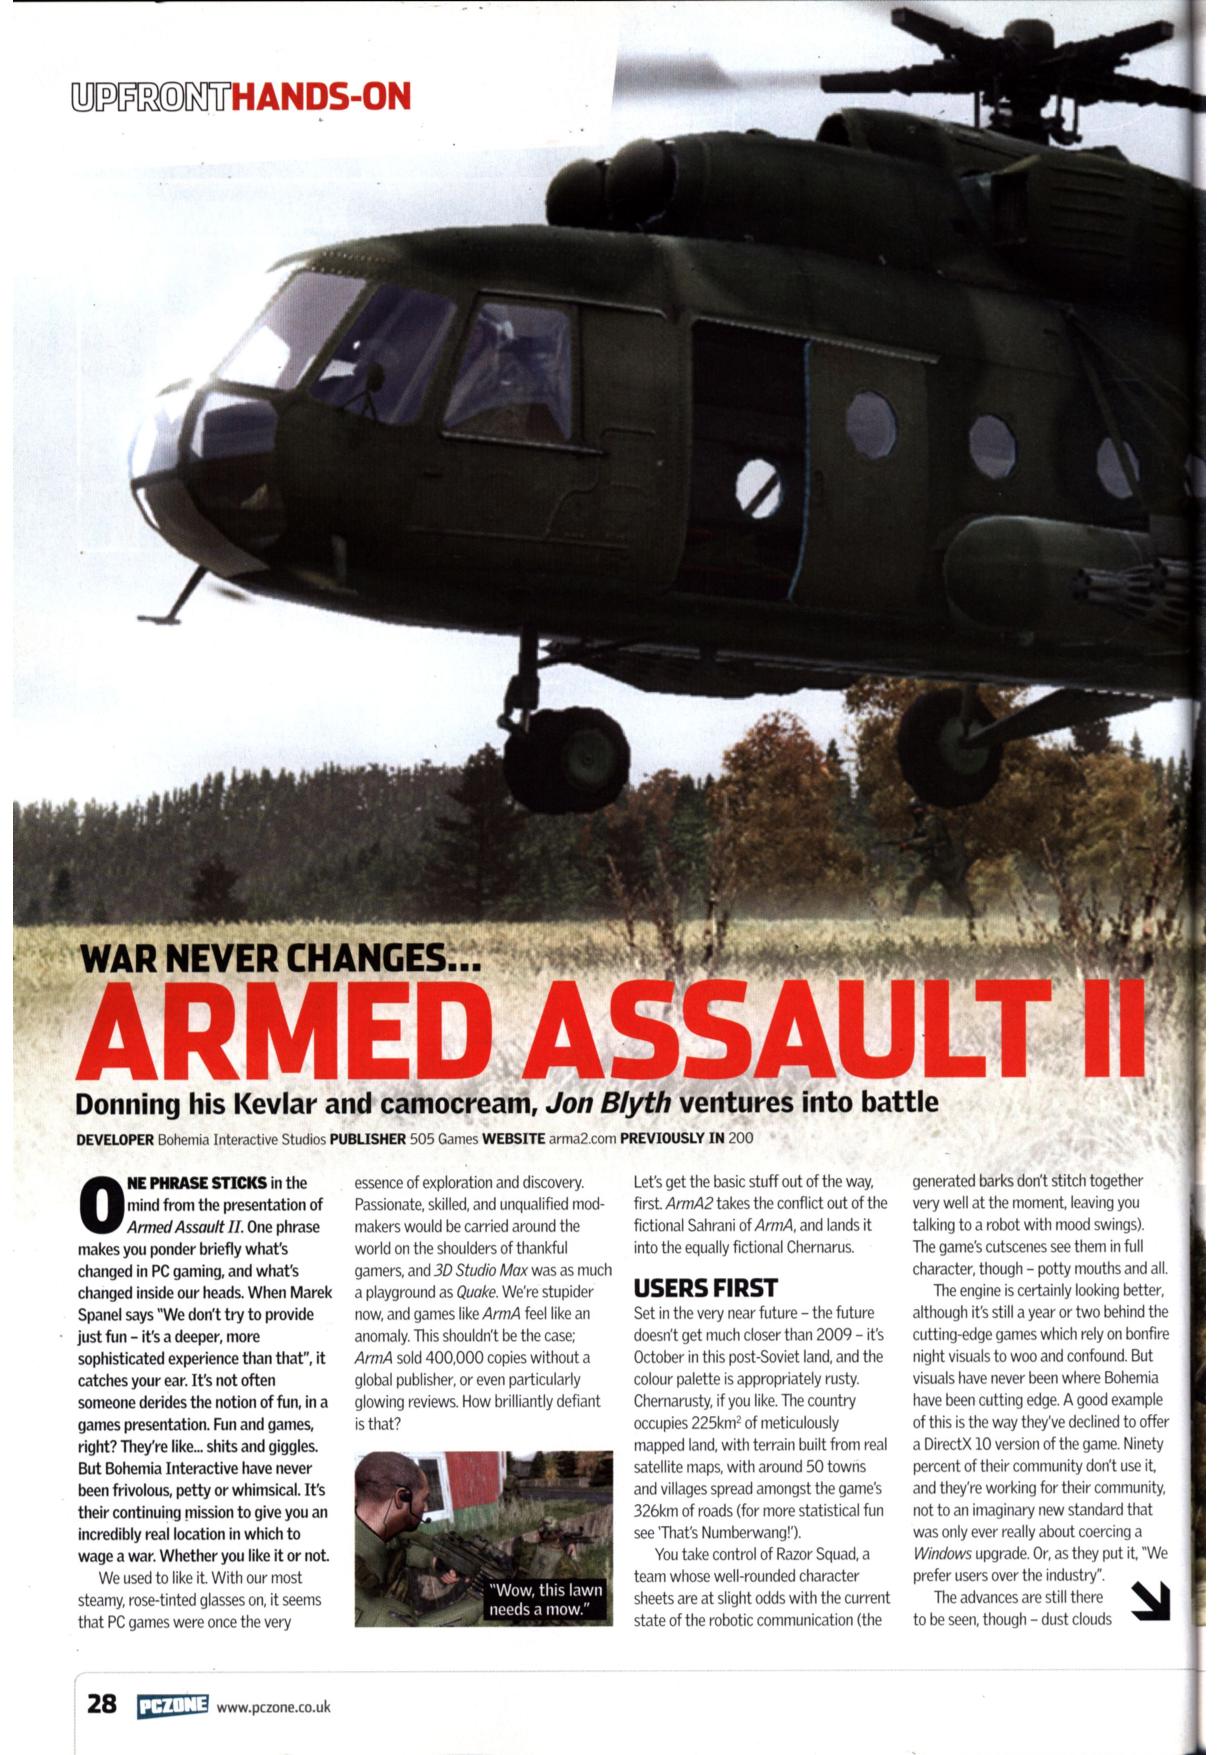 UPFRONTHANDS-ON
WAR NEVER CHANGES...
ARMED ASSAULT II
Donning his Kevlar and camocream, Jon Blyth ventures into battle
DEVELOPER Bohemia Interactive Studios PUBLISHER 505 Games WEBSITE arma2.com PREVIOUSLY IN 200
ONE PHRASE STICKS in the
mind from the presentation of
Armed Assault II. One phrase
makes you ponder briefly what's
changed in PC gaming, and what's
changed inside our heads. When Marek
Spanel says "We don't try to provide
just fun – it's a deeper, more
sophisticated experience than that", it
catches your ear. It's not often
someone derides the notion of fun, in a
games presentation. Fun and games,
right? They're like... shits and giggles.
But Bohemia Interactive have never
been frivolous, petty or whimsical. It's
their continuing mission to give you an
incredibly real location in which to
wage a war. Whether you like it or not.
We used to like it. With our most
steamy, rose-tinted glasses on, it seems
that PC games were once the very
essence of exploration and discovery.
Passionate, skilled, and unqualified mod-
makers would be carried around the
world on the shoulders of thankful
gamers, and 3D Studio Max was as much
a playground as Quake. We're stupider
now, and games like ArmA feel like an
anomaly. This shouldn't be the case;
ArmA sold 400,000 copies without a
global publisher, or even particularly
glowing reviews. How brilliantly defiant
is that?
"Wow, this lawn
needs a mow."
Let's get the basic stuff out of the way,
first. ArmA2 takes the conflict out of the
fictional Sahrani of ArmA, and lands it
into the equally fictional Chernarus.
USERS FIRST
Set in the very near future – the future
doesn't get much closer than 2009 – it's
October in this post-Soviet land, and the
colour palette is appropriately rusty.
Chernarusty, if you like. The country
occupies 225km² of meticulously
mapped land, with terrain built from real
satellite maps, with around 50 towns
and villages spread amongst the game's
326km of roads (for more statistical fun
see 'That's Numberwang!').
You take control of Razor Squad, a
team whose well-rounded character
sheets are at slight odds with the current
state of the robotic communication (the
generated barks don't stitch together
very well at the moment, leaving you
talking to a robot with mood swings).
The game's cutscenes see them in full
character, though – potty mouths and all.
The engine is certainly looking better,
although it's still a year or two behind the
cutting-edge games which rely on bonfire
night visuals to woo and confound. But
visuals have never been where Bohemia
have been cutting edge. A good example
of this is the way they've declined to offer
a DirectX 10 version of the game. Ninety
percent of their community don't use it,
and they're working for their community,
not to an imaginary new standard that
was only ever really about coercing a
Windows upgrade. Or, as they put it, "We
prefer users over the industry".
The advances are still there
to be seen, though – dust clouds
28 PCZONE www.pczone.co.uk